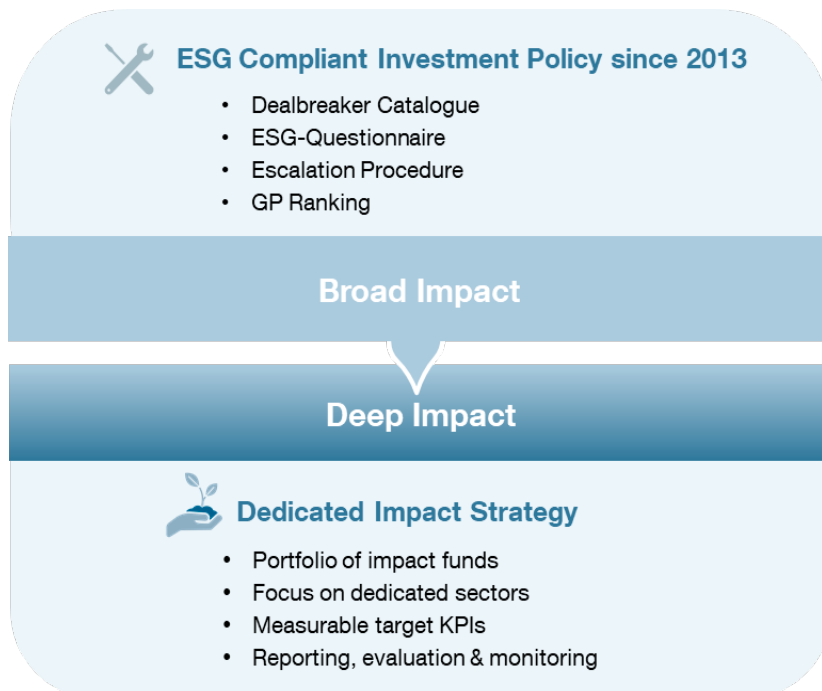 ESG Compliant Investment Policy since 2013
• Dealbreaker Catalogue
• ESG-Questionnaire
• Escalation Procedure
• GP Ranking
Broad Impact
Deep Impact
Dedicated Impact Strategy
• Portfolio of impact funds
• Focus on dedicated sectors
• Measurable target KPIs
• Reporting, evaluation & monitoring